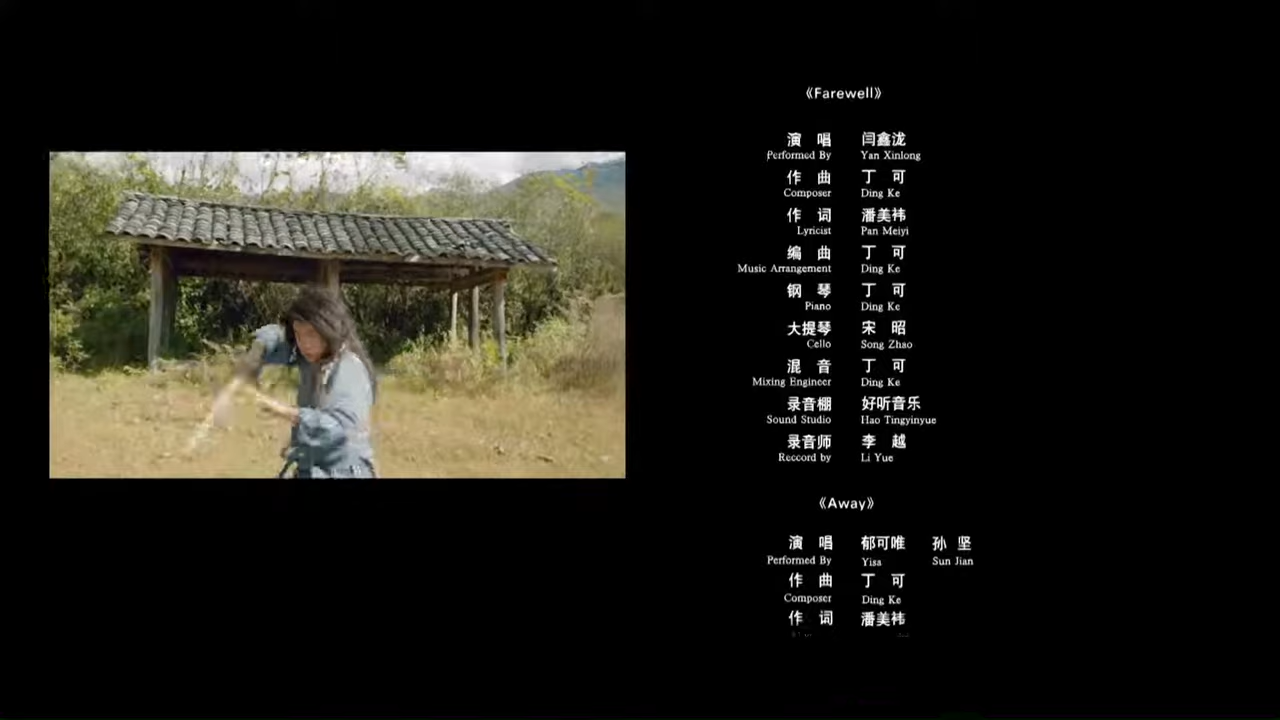 《Farewell》
演 唱 闫鑫泷
Performed By Yan Xinlong
作 曲 丁 可
Composer Ding Ke
作 词 潘美祎
Lyricist Pan Meiyi
编 曲 丁 可
Music Arrangement Ding Ke
钢 琴 丁 可
Piano Ding Ke
大提琴 宋 昭
Cello Song Zhao
混 音 丁 可
Mixing Engineer Ding Ke
录音棚 好听音乐
Sound Studio Hao Tingyinyue
录音师 李 越
Reccord by Li Yue
《Away》
演 唱 郁可唯 孙 坚
Performed By Yisa Sun Jian
作 曲 丁 可
Composer Ding Ke
作 词 潘美祎